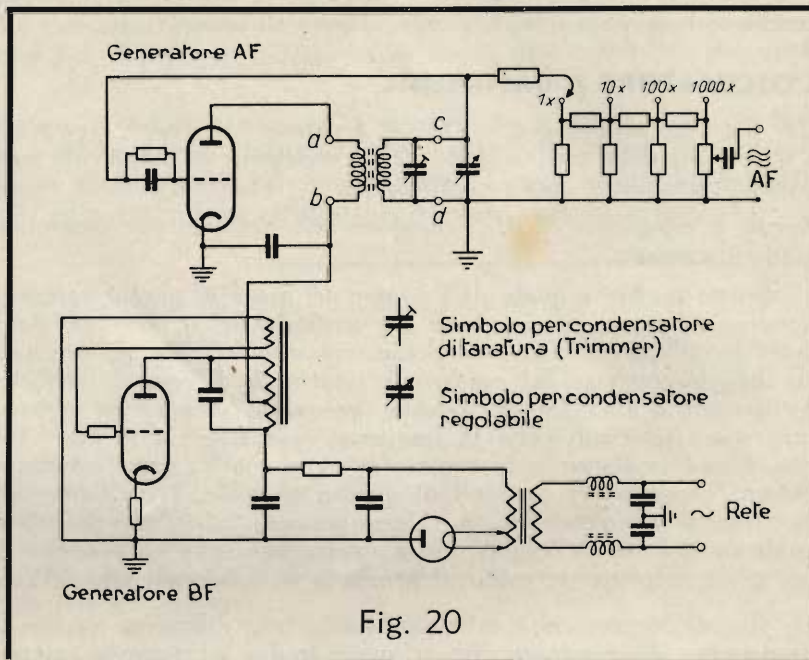 Generatore AF
1x 10x 100x 1000x
a
c
AF
b
d
Simbolo per condensatore
di taratura (Trimmer)
Simbolo per condensatore
regolabile
~ Rete
Generatore BF
Fig. 20